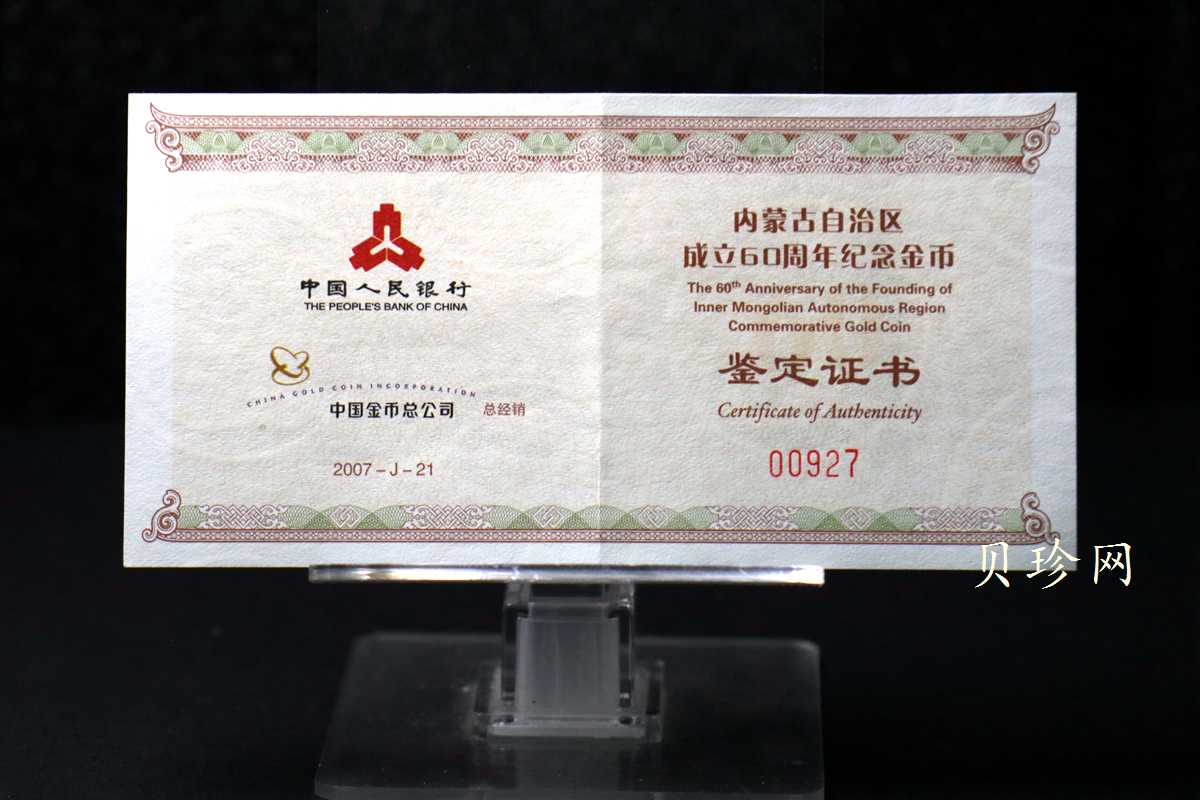 中国人民银行
THE PEOPLE'S BANK OF CHINA
CHINA GOLD COIN INCORPORATION
中国金币总公司 总经销
2007-J-21
内蒙古自治区
成立60周年纪念金币
The 60th Anniversary of the Founding of
Inner Mongolian Autonomous Region
Commemorative Gold Coin
鉴定证书
Certificate of Authenticity
00927
贝珍网